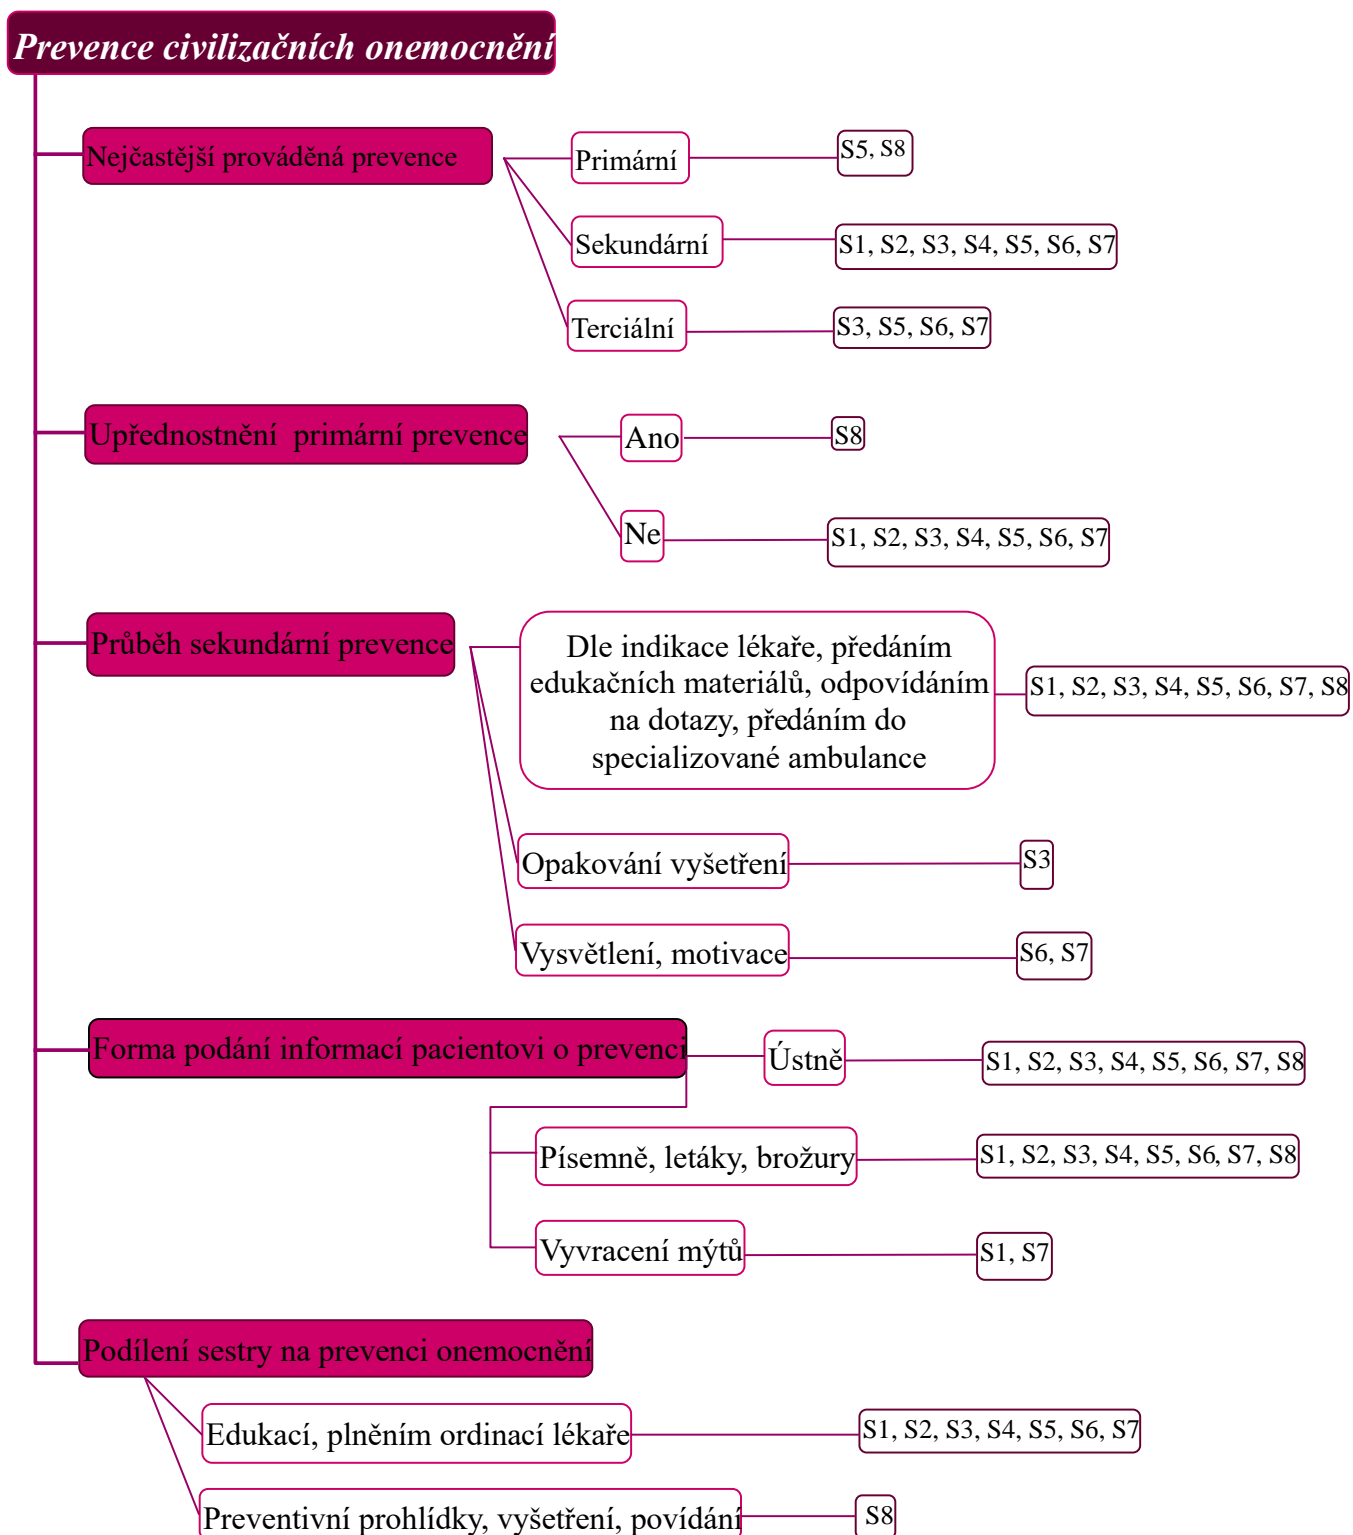 Prevence civilizačních onemocnění
Nejčastější prováděná prevence
Primární
S5, S8
Sekundární
S1, S2, S3, S4, S5, S6, S7
Terciální
S3, S5, S6, S7
Upřednostnění primární prevence
Ano
S8
Ne
S1, S2, S3, S4, S5, S6, S7
Průběh sekundární prevence
Dle indikace lékaře, předáním
edukačních materiálů, odpovídáním
na dotazy, předáním do
specializované ambulance
S1, S2, S3, S4, S5, S6, S7, S8
Opakování vyšetření
S3
Vysvětlení, motivace
S6, S7
Forma podání informací pacientovi o prevenci
Ústně
S1, S2, S3, S4, S5, S6, S7, S8
Písemně, letáky, brožury
S1, S2, S3, S4, S5, S6, S7, S8
Vyvracení mýtů
S1, S7
Podílení sestry na prevenci onemocnění
Edukací, plněním ordinací lékaře
S1, S2, S3, S4, S5, S6, S7
Preventivní prohlídky, vyšetření, povídání
S8